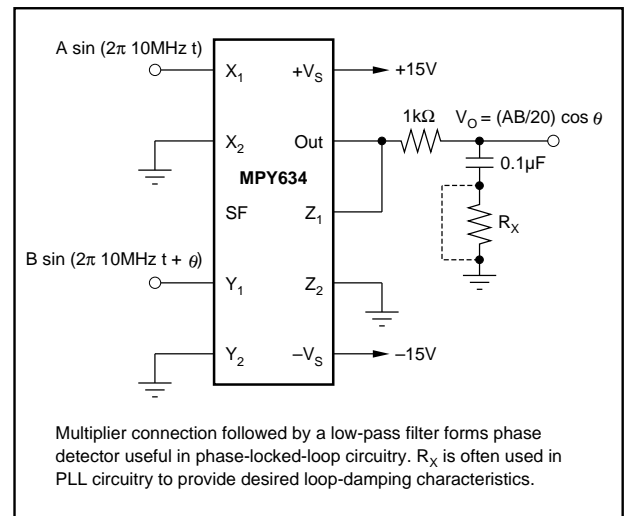 A sin (2π 10MHz t)
X1
+VS
+15V
1kΩ
VO = (AB/20) cos θ
X2
Out
0.1µF
MPY634
SF
Z1
RX
B sin (2π 10MHz t + θ)
Y1
Z2
Y2
–VS
–15V
Multiplier connection followed by a low-pass filter forms phase
detector useful in phase-locked-loop circuitry. RX is often used in
PLL circuitry to provide desired loop-damping characteristics.